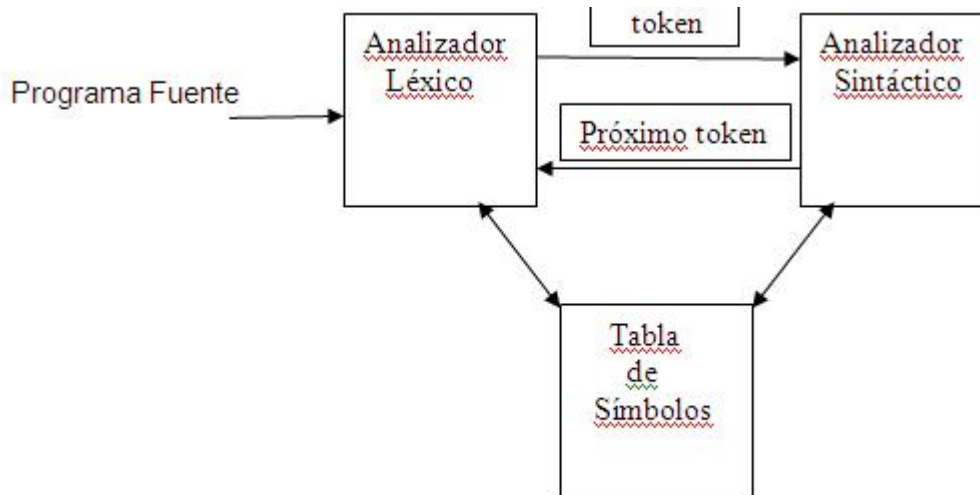 token
Analizador
Léxico
Analizador
Sintáctico
Programa Fuente
Próximo token
Tabla
de
Símbolos